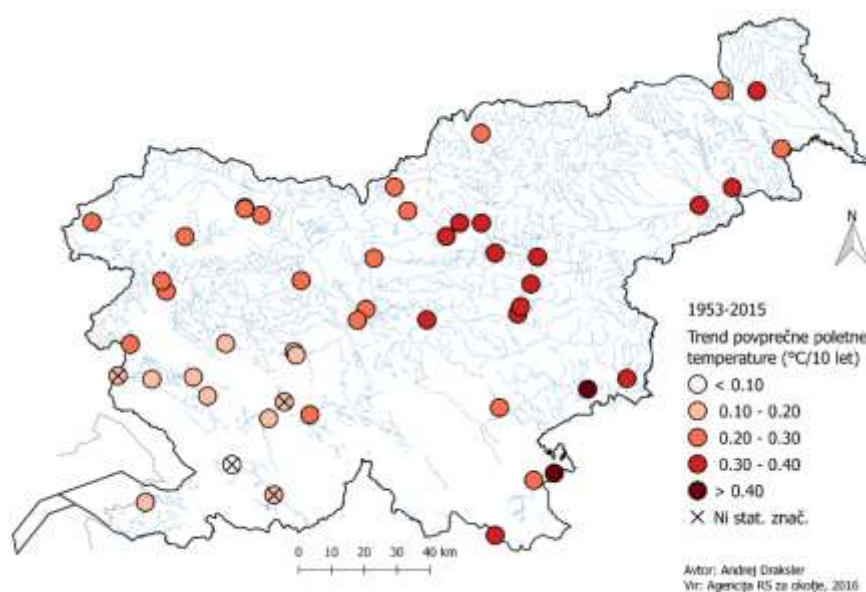 N
1953-2015
Trend povprečne poletne
temperature (°C/10 let)
< 0.10
0.10 - 0.20
0.20 - 0.30
0.30 - 0.40
> 0.40
Ni stat. znač.
0 10 20 30 40 km
Avtor: Andrej Draksler
Vir: Agencija RS za okolje, 2016